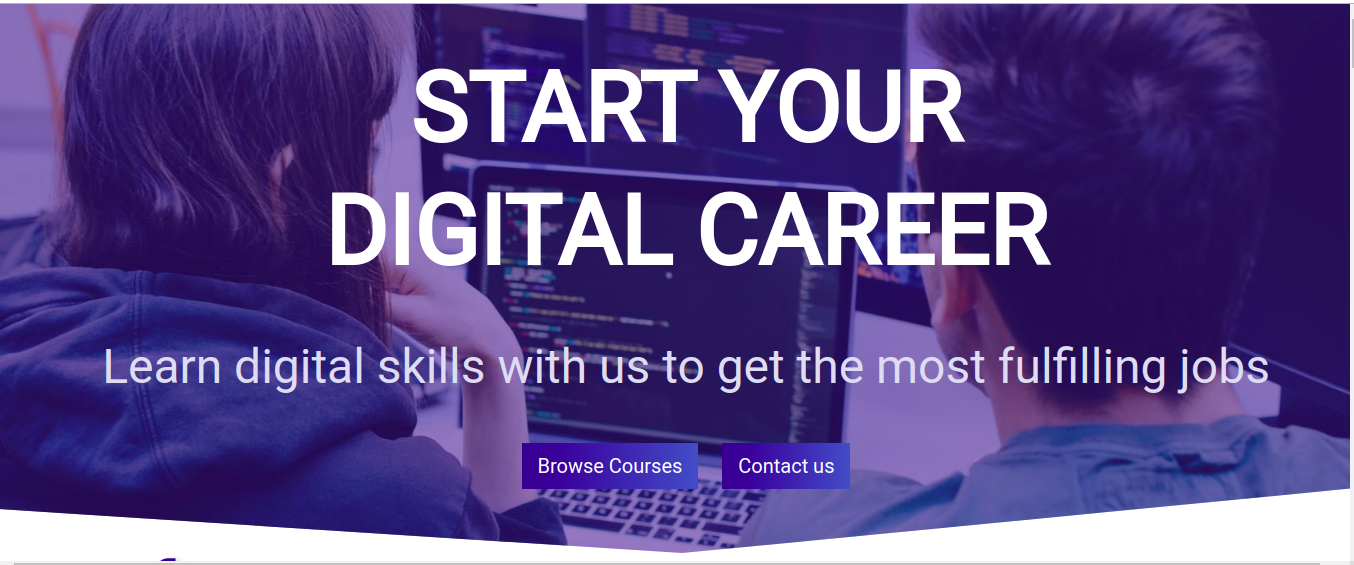 START YOUR
DIGITAL CAREER
Learn digital skills with us to get the most fulfilling jobs
Browse Courses
Contact us